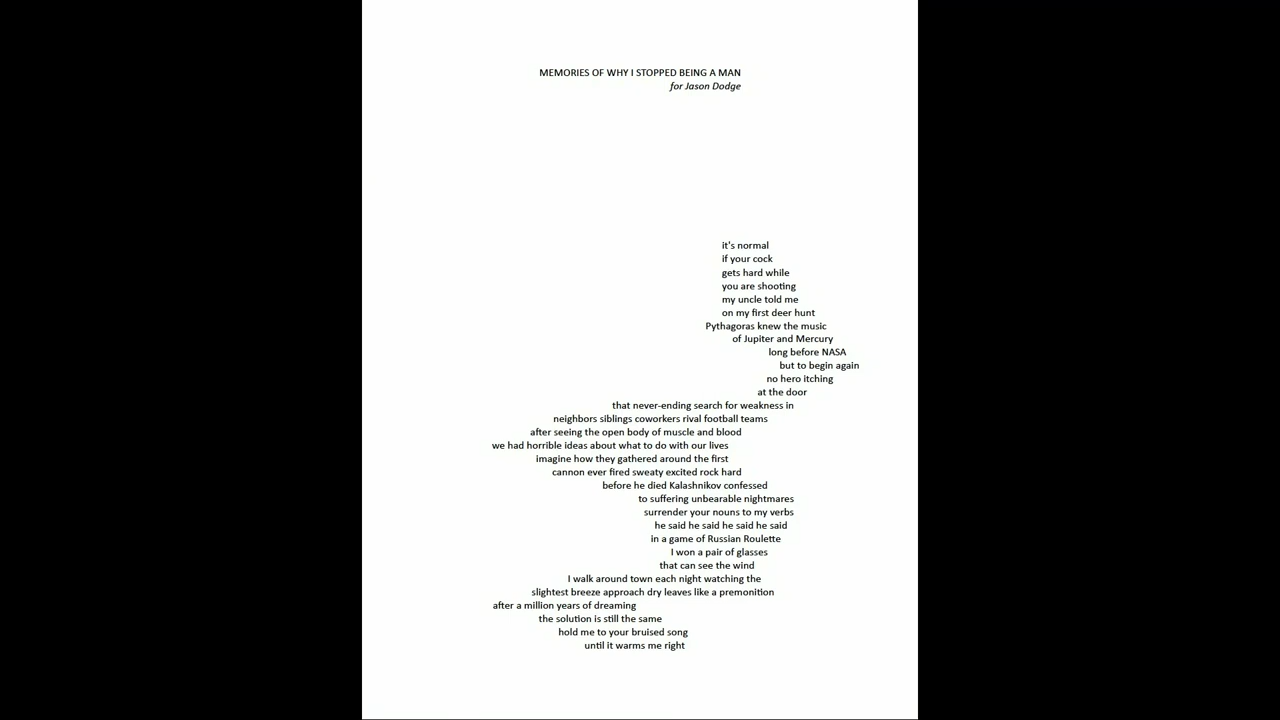 MEMORIES OF WHY I STOPPED BEING A MAN
for Jason Dodge
it's normal
if your cock
gets hard while
you are shooting
my uncle told me
on my first deer hunt
Pythagoras knew the music
of Jupiter and Mercury
long before NASA
but to begin again
no hero itching
at the door
that never-ending search for weakness in
neighbors siblings coworkers rival football teams
after seeing the open body of muscle and blood
we had horrible ideas about what to do with our lives
imagine how they gathered around the first
cannon ever fired sweaty excited rock hard
before he died Kalashnikov confessed
to suffering unbearable nightmares
surrender your nouns to my verbs
he said he said he said he said
in a game of Russian Roulette
I won a pair of glasses
that can see the wind
I walk around town each night watching the
slightest breeze approach dry leaves like a premonition
after a million years of dreaming
the solution is still the same
hold me to your bruised song
until it warms me right